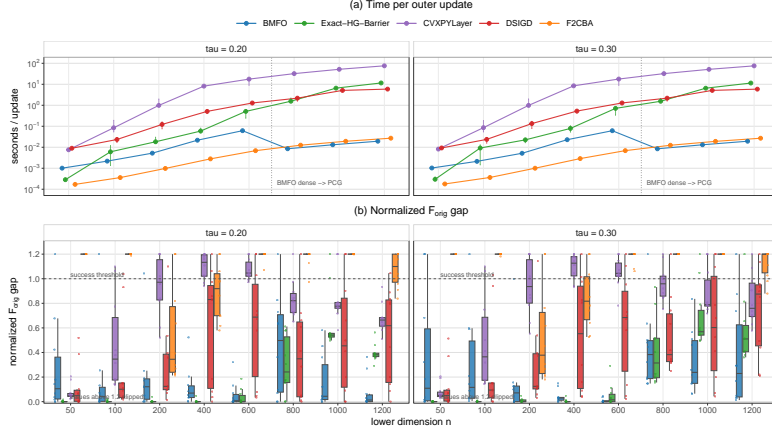 (a) Time per outer update
BMFO Exact-HG-Barrier CVXPYLayer DSIGD F2CBA
tau = 0.20 tau = 0.30
seconds / update
10² 10¹ 10⁰ 10⁻¹ 10⁻² 10⁻³ 10⁻⁴
BMFO dense -> PCG BMFO dense -> PCG
(b) Normalized F_orig gap
tau = 0.20 tau = 0.30
normalized F_orig gap
1.2 1.0 0.8 0.6 0.4 0.2 0.0
success threshold success threshold
50 100 200 400 600 800 1000 1200 50 100 200 400 600 800 1000 1200
lower dimension n